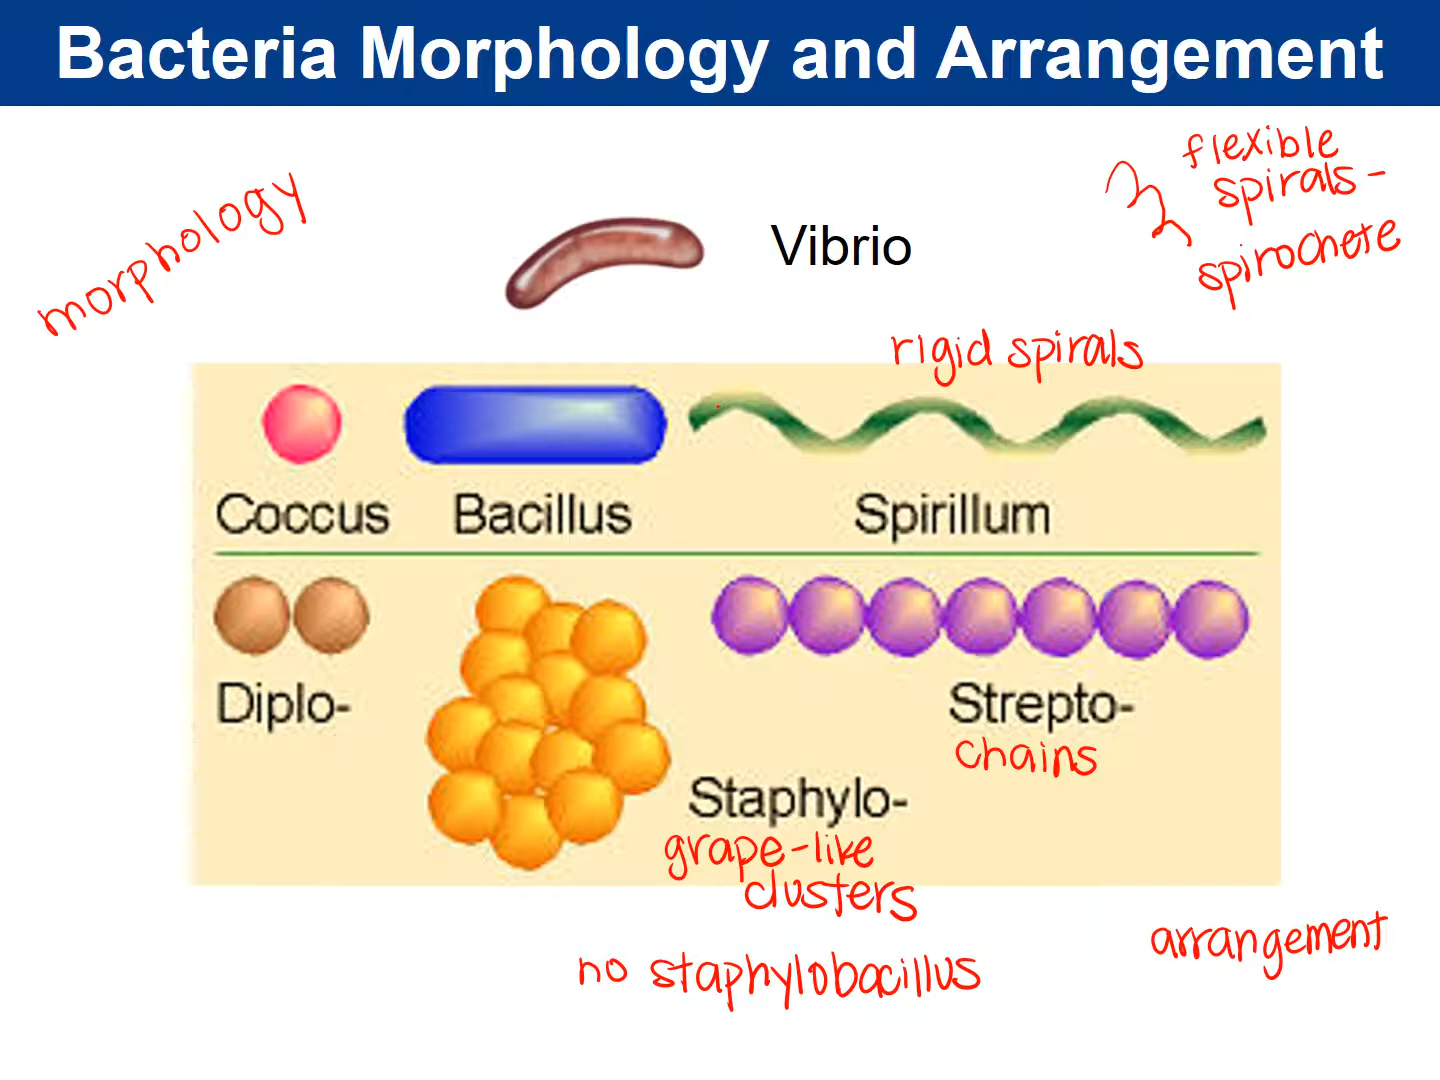 Bacteria Morphology and Arrangement
morphology
Vibrio
flexible
spirals-
spirochete
rigid spirals
Coccus
Bacillus
Spirillum
Diplo-
Strepto-
chains
Staphylo-
grape-like
clusters
arrangement
no staphylobacillus